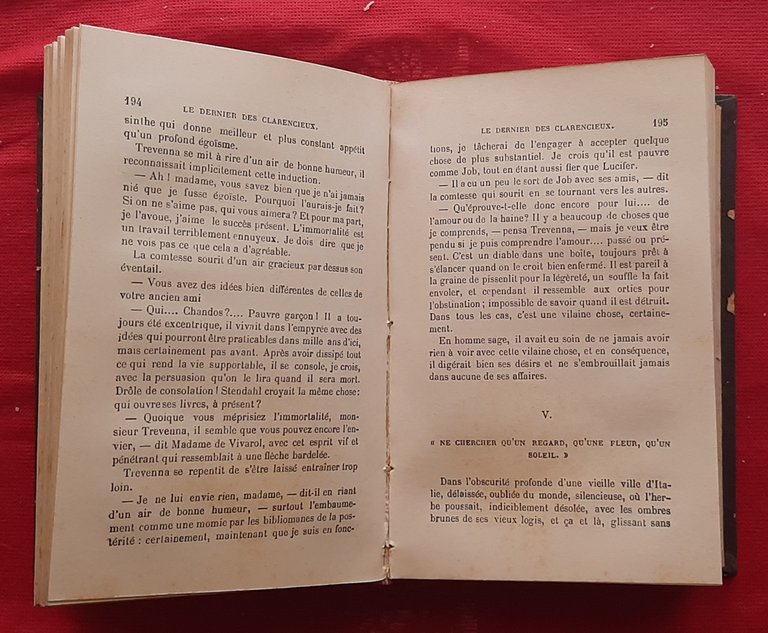 194
LE DERNIER DES CLARENCIEUX.
sinthe qui donne meilleur et plus constant appétit
qu'un profond égoïsme.
Trevenna se mit à rire d'un air de bonne humeur, il
reconnaissait implicitement cette induction.
— Ah ! madame, vous savez bien que je n'ai jamais
nié que je fusse égoïste. Pourquoi l'aurais-je fait?
Si on ne s'aime pas, qui vous aimera? Et pour ma part,
je l'avoue, j'aime le succès présent. L'immortalité est
un travail terriblement ennuyeux. Je dois dire que je
ne vois pas ce que cela a d'agréable.
La comtesse sourit d'un air gracieux par dessus son
éventail.
— Vous avez des idées bien différentes de celles de
votre ancien ami
— Qui.... Chandos?.... Pauvre garçon! Il a tou-
jours été excentrique, il vivait dans l'empyrée avec des
idées qui pourront être praticables dans mille ans d'ici,
mais certainement pas avant. Après avoir dissipé tout
ce qui rend la vie supportable, il se console, je crois,
avec la persuasion qu'on le lira quand il sera mort.
Drôle de consolation! Stendahl croyait la même chose:
qui ouvre ses livres, à présent?
— Quoique vous méprisiez l'immortalité, mon-
sieur Trevenna, il semble que vous pouvez encore l'en-
vier, — dit Madame de Vivarol, avec cet esprit vif et
pénétrant qui ressemblait à une flèche bardelée.
Trevenna se repentit de s'être laissé entraîner trop
loin.
— Je ne lui envie rien, madame, — dit-il en riant
d'un air de bonne humeur, — surtout l'embaume-
ment comme une momie par les bibliomanes de la pos-
térité : certainement, maintenant que je suis en fonc-
LE DERNIER DES CLARENCIEUX.
195
tions, je tâcherai de l'engager à accepter quelque
chose de plus substantiel. Je crois qu'il est pauvre
comme Job, tout en étant aussi fier que Lucifer.
— Il a eu un peu le sort de Job avec ses amis, — dit
la comtesse qui sourit en se tournant vers les autres.
— Qu'éprouve-t-elle donc encore pour lui.... de
l'amour ou de la haine? Il y a beaucoup de choses que
je comprends, — pensa Trevenna, — mais je veux être
pendu si je puis comprendre l'amour.... passé ou pré-
sent. C'est un diable dans une boîte, toujours prêt à
s'élancer quand on le croit bien enfermé. Il est pareil à
la graine de pissenlit pour la légèreté, un souffle la fait
envoler, et cependant il ressemble aux orties pour
l'obstination ; impossible de savoir quand il est détruit.
Dans tous les cas, c'est une vilaine chose, certaine-
ment.
En homme sage, il avait eu soin de ne jamais avoir
rien à voir avec cette vilaine chose, et en conséquence,
il digérait bien ses désirs et ne s'embrouillait jamais
dans aucune de ses affaires.
V.
« NE CHERCHER QU'UN REGARD, QU'UNE FLEUR, QU'UN
SOLEIL. »
Dans l'obscurité profonde d'une vieille ville d'Ita-
lie, délaissée, oubliée du monde, silencieuse, où l'her-
be poussait, indiciblement désolée, avec les ombres
brunes de ses vieux logis, et ça et là, glissant sans